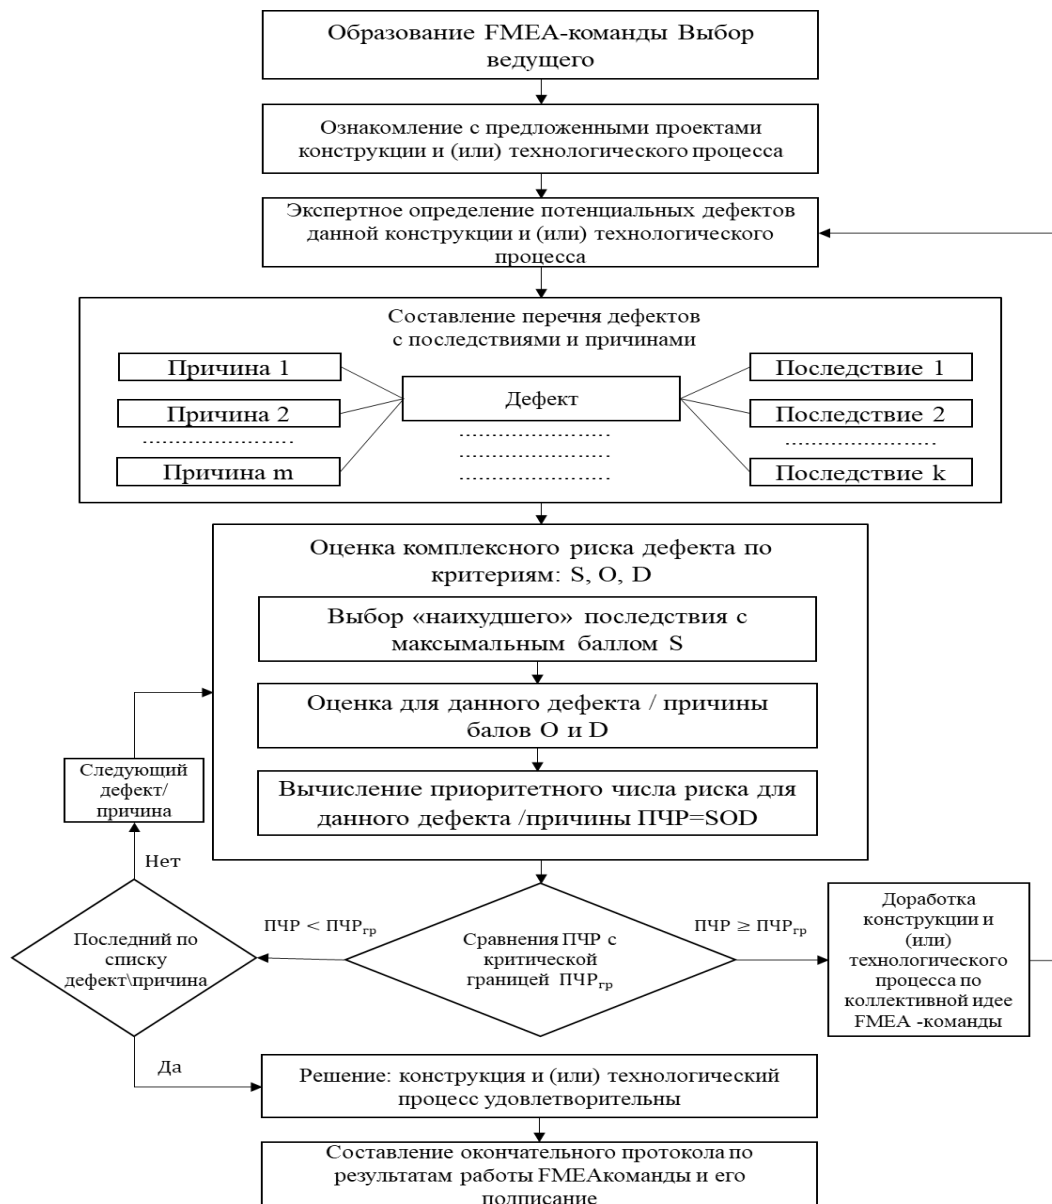 Образование FMEA-команды Выбор
ведущего
Ознакомление с предложенными проектами
конструкции и (или) технологического процесса
Экспертное определение потенциальных дефектов
данной конструкции и (или) технологического
процесса
Составление перечня дефектов
с последствиями и причинами
Причина 1
Причина 2
.......................
Причина m
Дефект
.......................
.......................
.......................
Последствие 1
Последствие 2
.......................
Последствие k
Оценка комплексного риска дефекта по
критериям: S, O, D
Выбор «наихудшего» последствия с
максимальным баллом S
Оценка для данного дефекта / причины
балов O и D
Вычисление приоритетного числа риска для
данного дефекта /причины ПЧР=SOD
Следующий
дефект/
причина
Нет
Последний по
списку
дефект\причина
ПЧР < ПЧРгр
Сравнения ПЧР с
критической
границей ПЧРгр
ПЧР ≥ ПЧРгр
Доработка
конструкции и
(или)
технологического
процесса по
коллективной идее
FMEA -команды
Да
Решение: конструкция и (или) технологический
процесс удовлетворительны
Составление окончательного протокола по
результатам работы FMEAкоманды и его
подписание